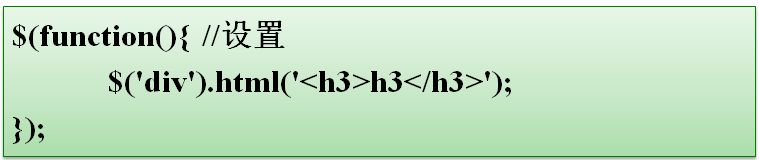 $(function(){ //设置
$('div').html('<h3>h3</h3>');
});